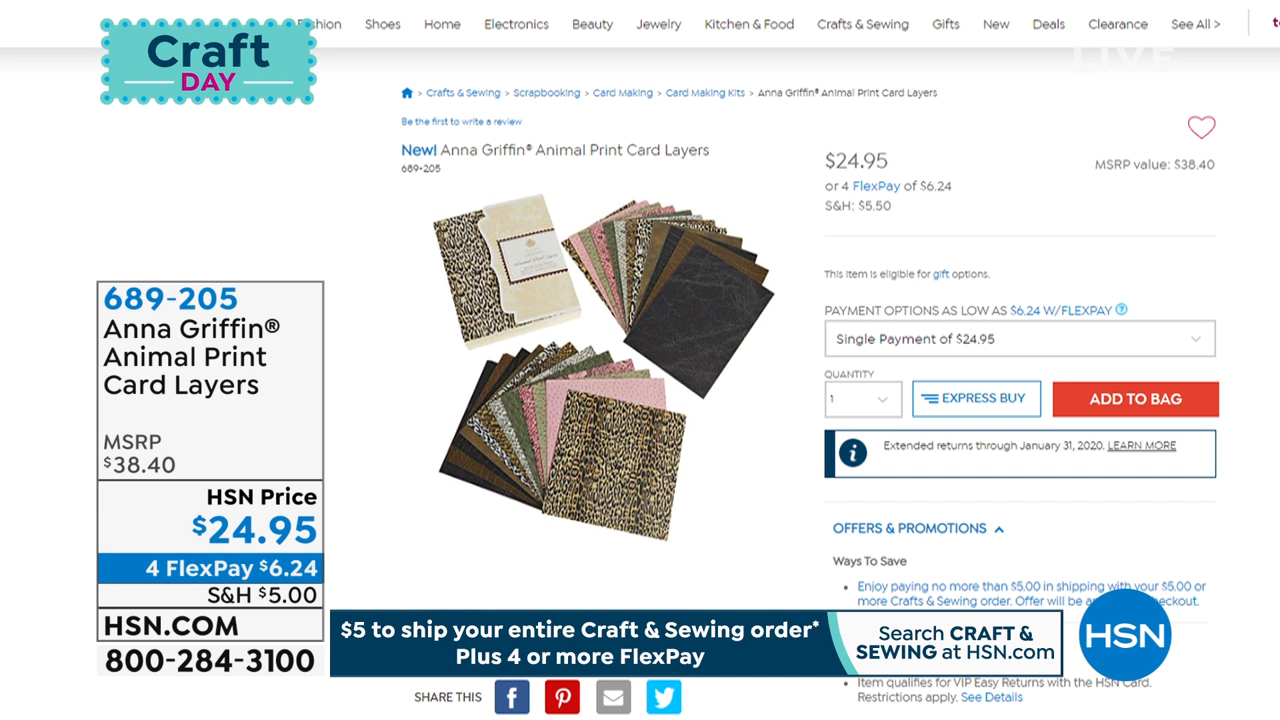 Fashion Shoes Home Electronics Beauty Jewelry Kitchen & Food Crafts & Sewing Gifts New Deals Clearance See All >
Craft
DAY
LIVE
> Crafts & Sewing > Scrapbooking > Card Making > Card Making Kits > Anna Griffin® Animal Print Card Layers
Be the first to write a review
New! Anna Griffin® Animal Print Card Layers
689-205
$24.95
MSRP value: $38.40
or 4 FlexPay of $6.24
S&H: $5.50
This item is eligible for gift options.
PAYMENT OPTIONS AS LOW AS $6.24 W/FLEXPAY ?
Single Payment of $24.95
QUANTITY
1
EXPRESS BUY
ADD TO BAG
i
Extended returns through January 31, 2020. LEARN MORE
OFFERS & PROMOTIONS
Ways To Save
• Enjoy paying no more than $5.00 in shipping with your $5.00 or
more Crafts & Sewing order. Offer will be
• Item qualifies for VIP Easy Returns with the HSN Card.
Restrictions apply. See Details
689-205
Anna Griffin®
Animal Print
Card Layers
MSRP
$38.40
HSN Price
$24.95
4 FlexPay $6.24
S&H $5.00
HSN.COM
800-284-3100
$5 to ship your entire Craft & Sewing order*
Plus 4 or more FlexPay
Search CRAFT &
SEWING at HSN.com
HSN
SHARE THIS